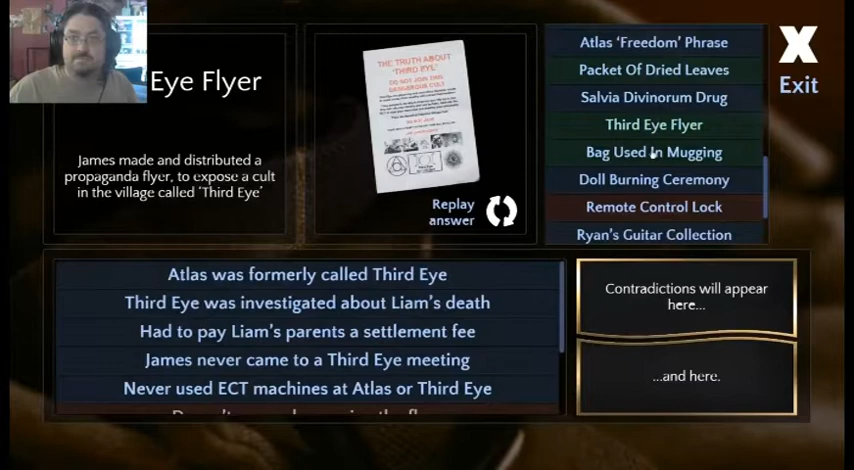 Eye Flyer
James made and distributed a
propaganda flyer, to expose a cult
in the village called ‘Third Eye’
THE TRUTH ABOUT
'THIRD EYE'
DO NOT JOIN THIS
DANGEROUS CULT
Replay
answer
Atlas ‘Freedom’ Phrase
Packet Of Dried Leaves
Salvia Divinorum Drug
Third Eye Flyer
Bag Used In Mugging
Doll Burning Ceremony
Remote Control Lock
Ryan's Guitar Collection
X
Exit
Atlas was formerly called Third Eye
Third Eye was investigated about Liam's death
Had to pay Liam's parents a settlement fee
James never came to a Third Eye meeting
Never used ECT machines at Atlas or Third Eye
Contradictions will appear
here...
...and here.